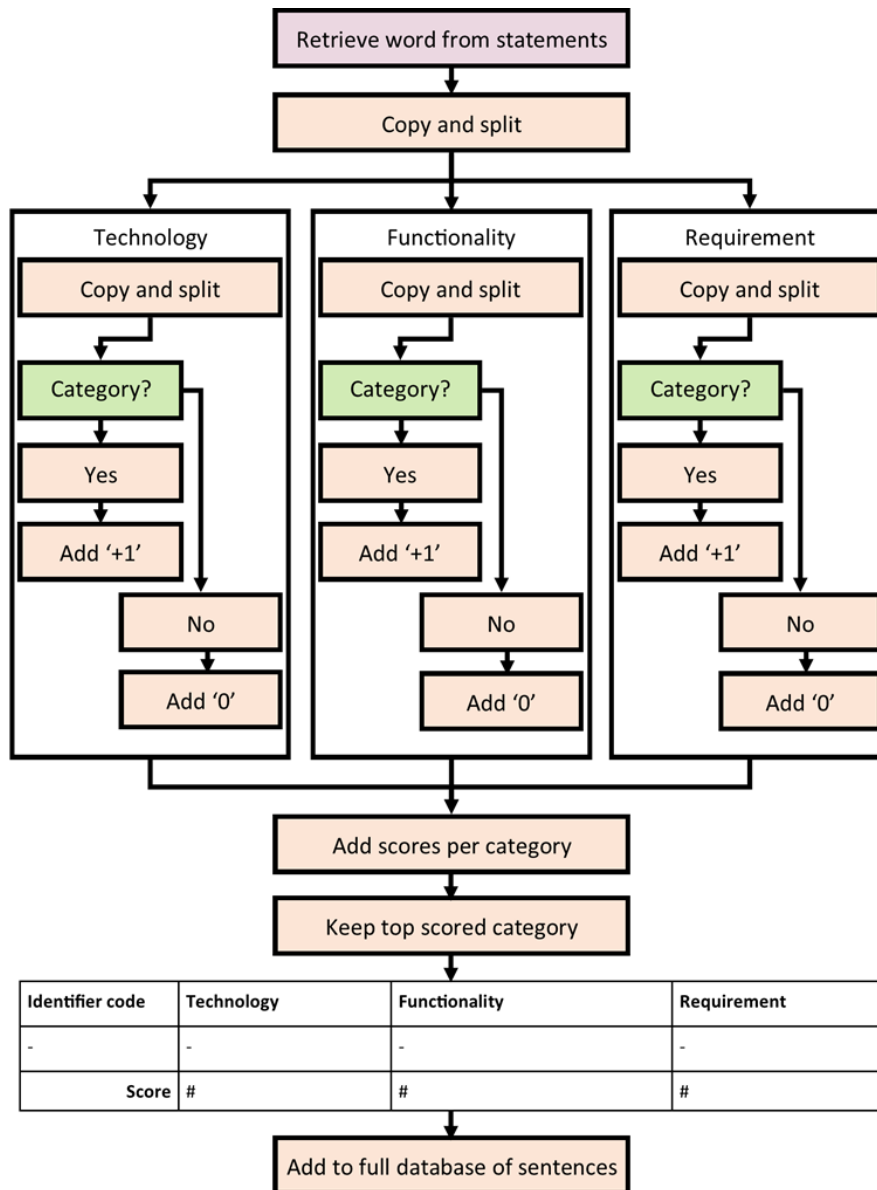 Retrieve word from statements
Copy and split
Technology
Copy and split
Category?
Yes
Add ‘+1’
No
Add ‘0’
Functionality
Copy and split
Category?
Yes
Add ‘+1’
No
Add ‘0’
Requirement
Copy and split
Category?
Yes
Add ‘+1’
No
Add ‘0’
Add scores per category
Keep top scored category
Identifier code Technology Functionality Requirement
- - - -
Score # # #
Add to full database of sentences